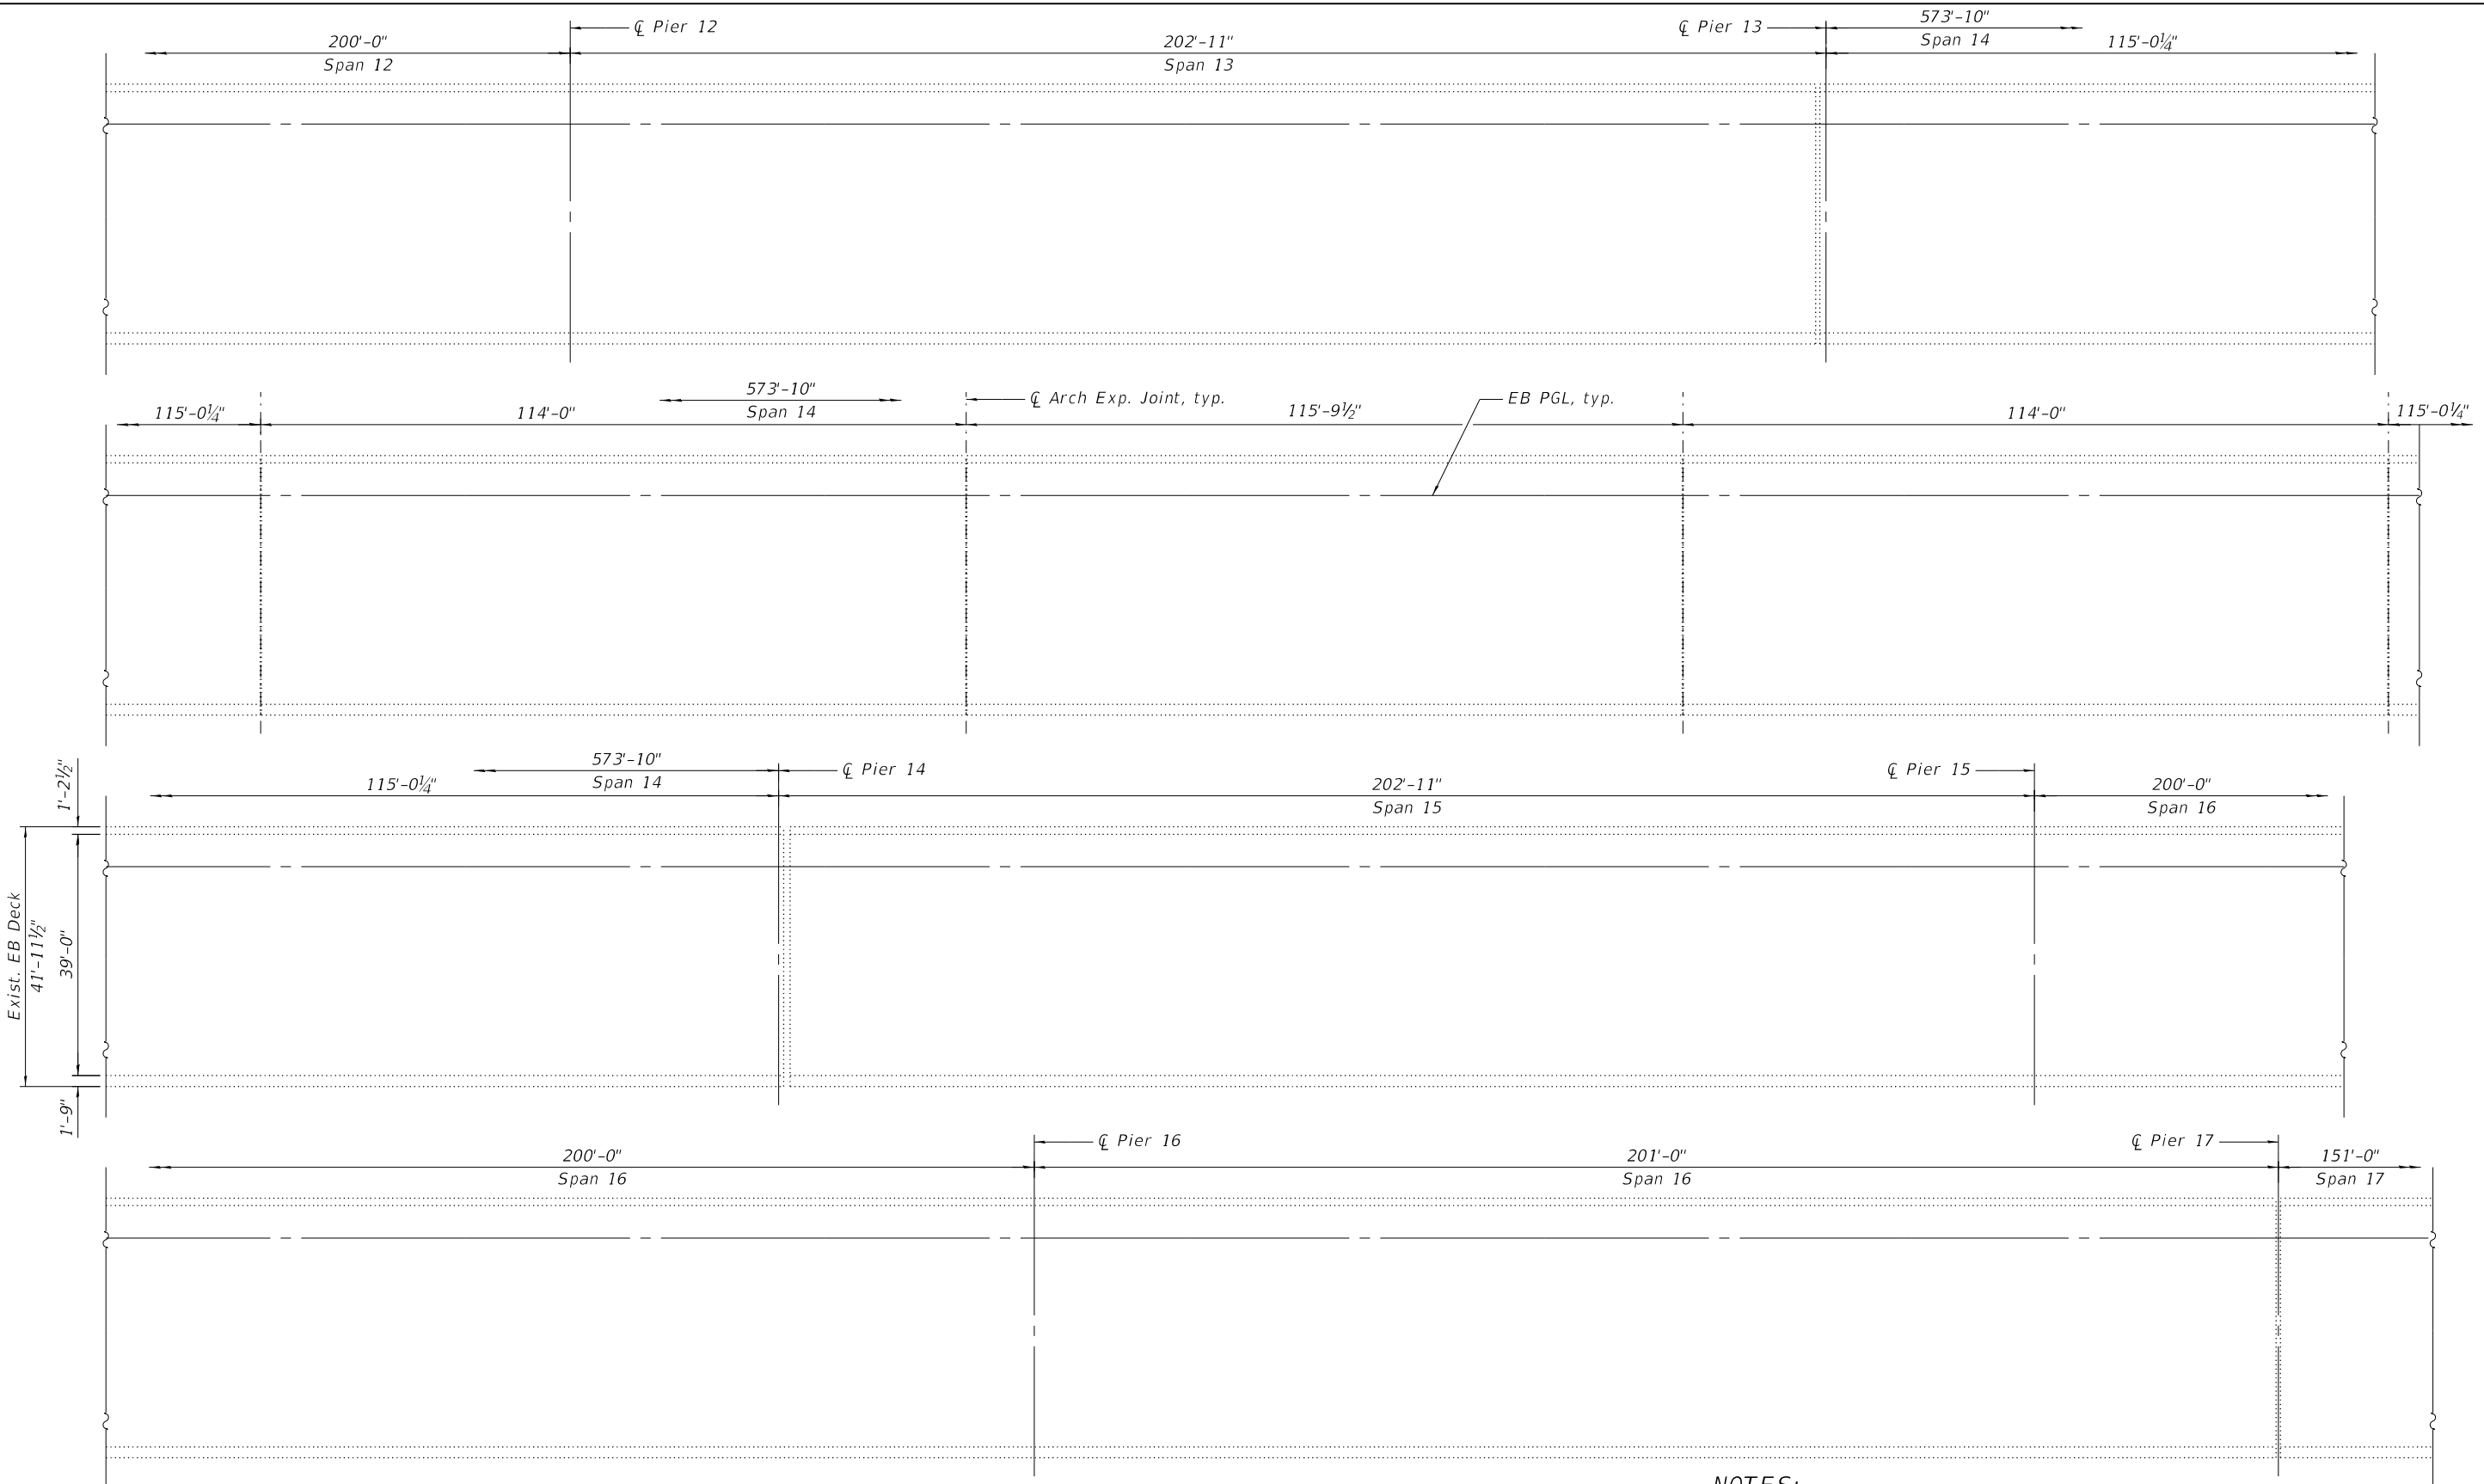 ℄ Pier 12
℄ Pier 13
573'-10"
200'-0"
202'-11"
115'-0¼"
Span 12
Span 13
Span 14
573'-10"
℄ Arch Exp. Joint, typ.
EB PGL, typ.
115'-0¼"
114'-0"
Span 14
115'-9½"
114'-0"
115'-0¼"
573'-10"
℄ Pier 14
℄ Pier 15
115'-0¼"
Span 14
202'-11"
200'-0"
Span 15
Span 16
1'-2½"
Exist. EB Deck
41'-11½"
39'-0"
1'-9"
℄ Pier 16
℄ Pier 17
200'-0"
201'-0"
151'-0"
Span 16
Span 16
Span 17
NOTES: